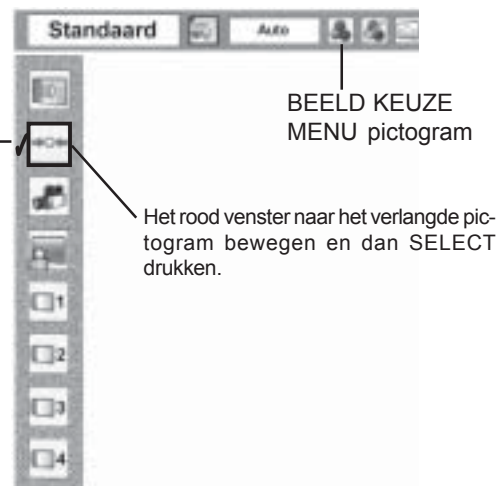 Standaard Auto
BEELD KEUZE
MENU pictogram
Het rood venster naar het verlangde pic-
togram bewegen en dan SELECT
drukken.
1
2
3
4